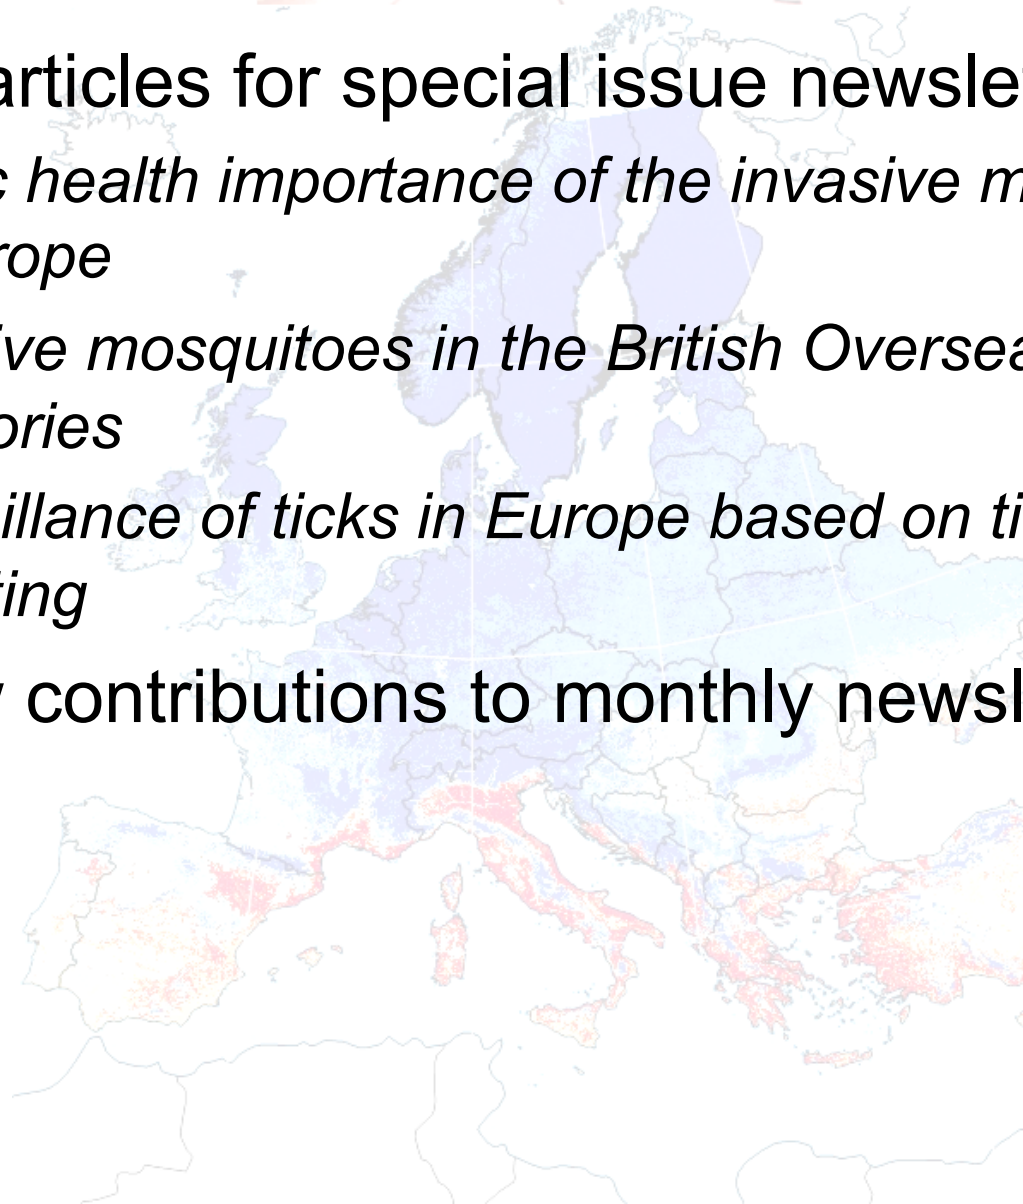 articles for special issue newsle
c health importance of the invasive m
rope
ive mosquitoes in the British Oversea
ories
illance of ticks in Europe based on ti
ting
contributions to monthly newsl